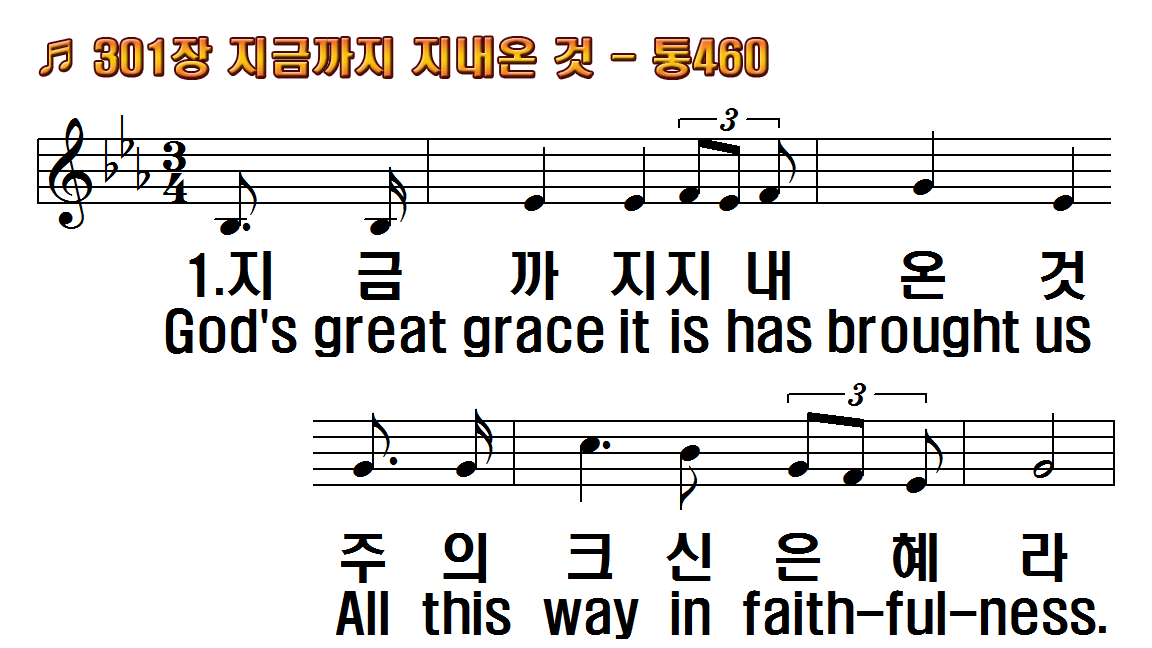 ♬ 301장 지금까지 지내온 것 - 통460
3
3
4
1.지 금 까 지지 내 온 것
God's great grace it is has brought us
3
주 의 크 신 은 혜 라
All this way in faith-ful-ness.